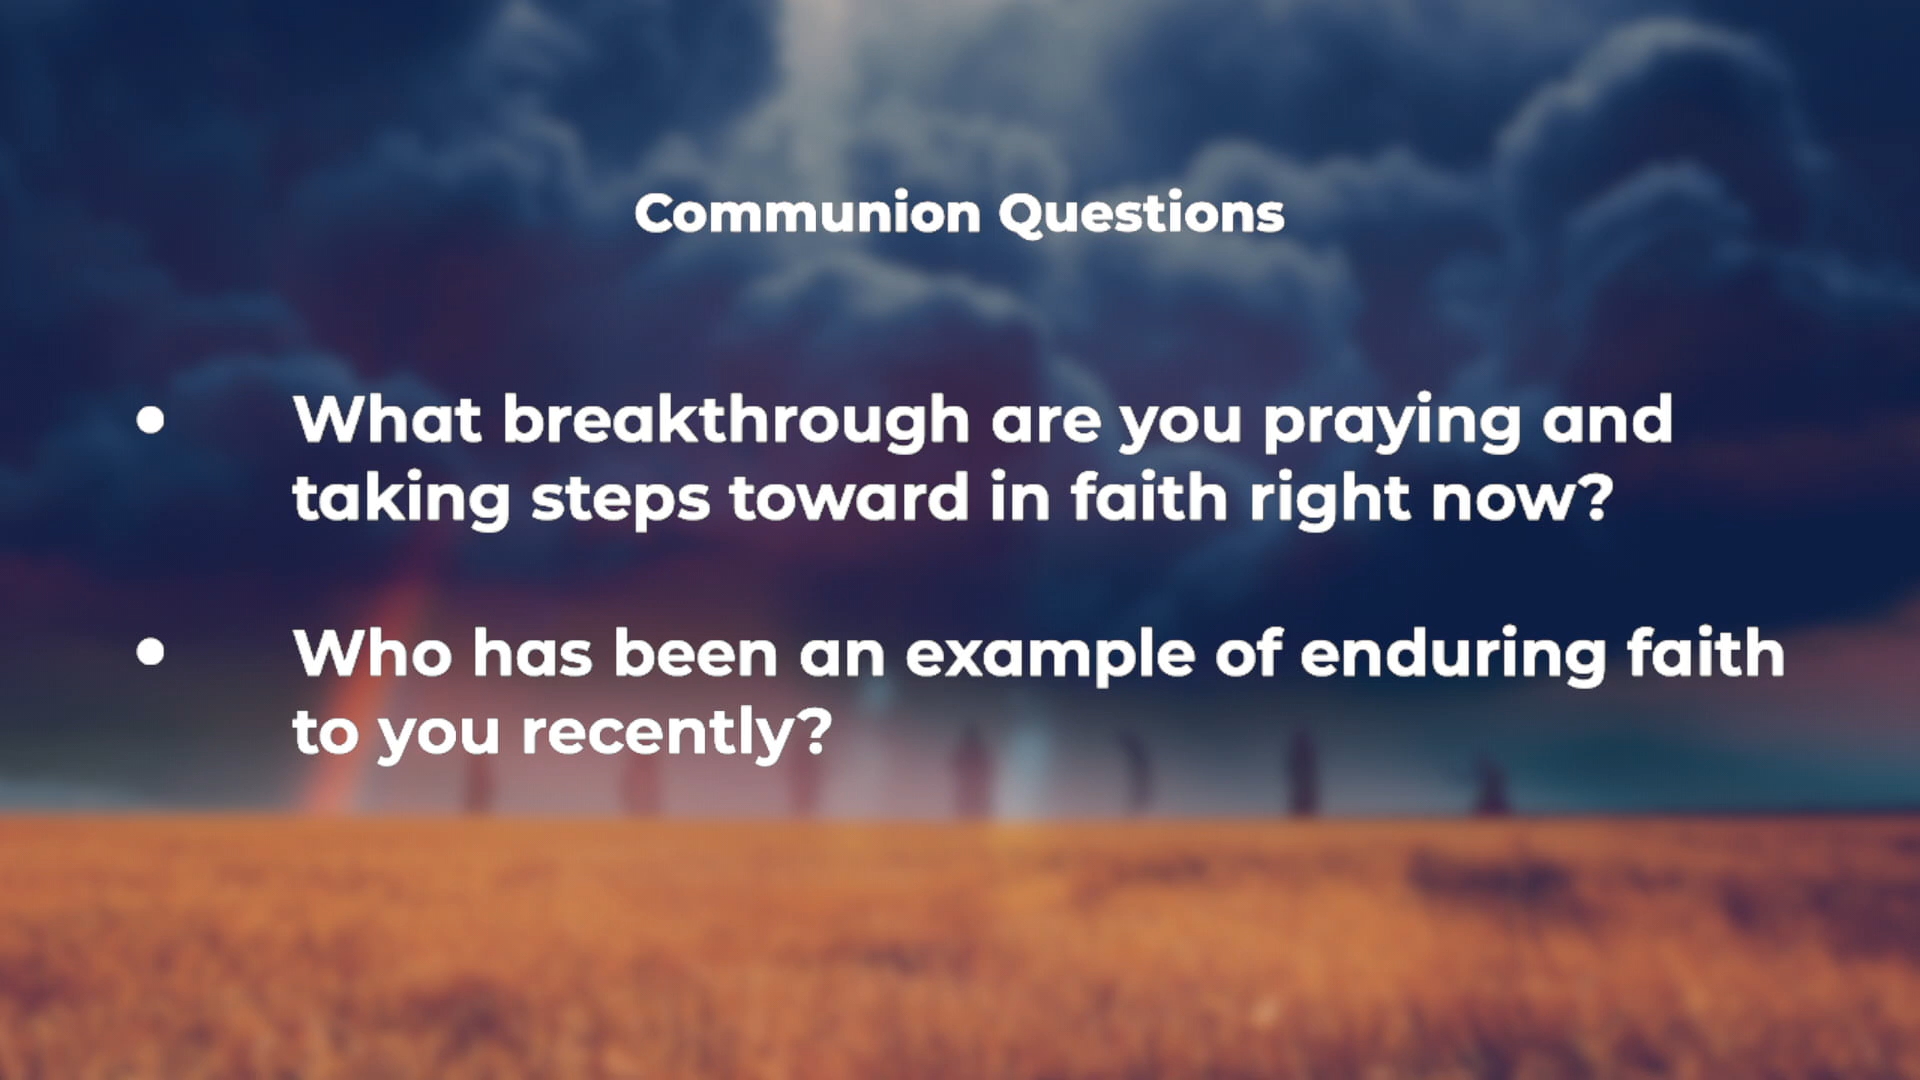 Communion Questions
• What breakthrough are you praying and
taking steps toward in faith right now?
• Who has been an example of enduring faith
to you recently?